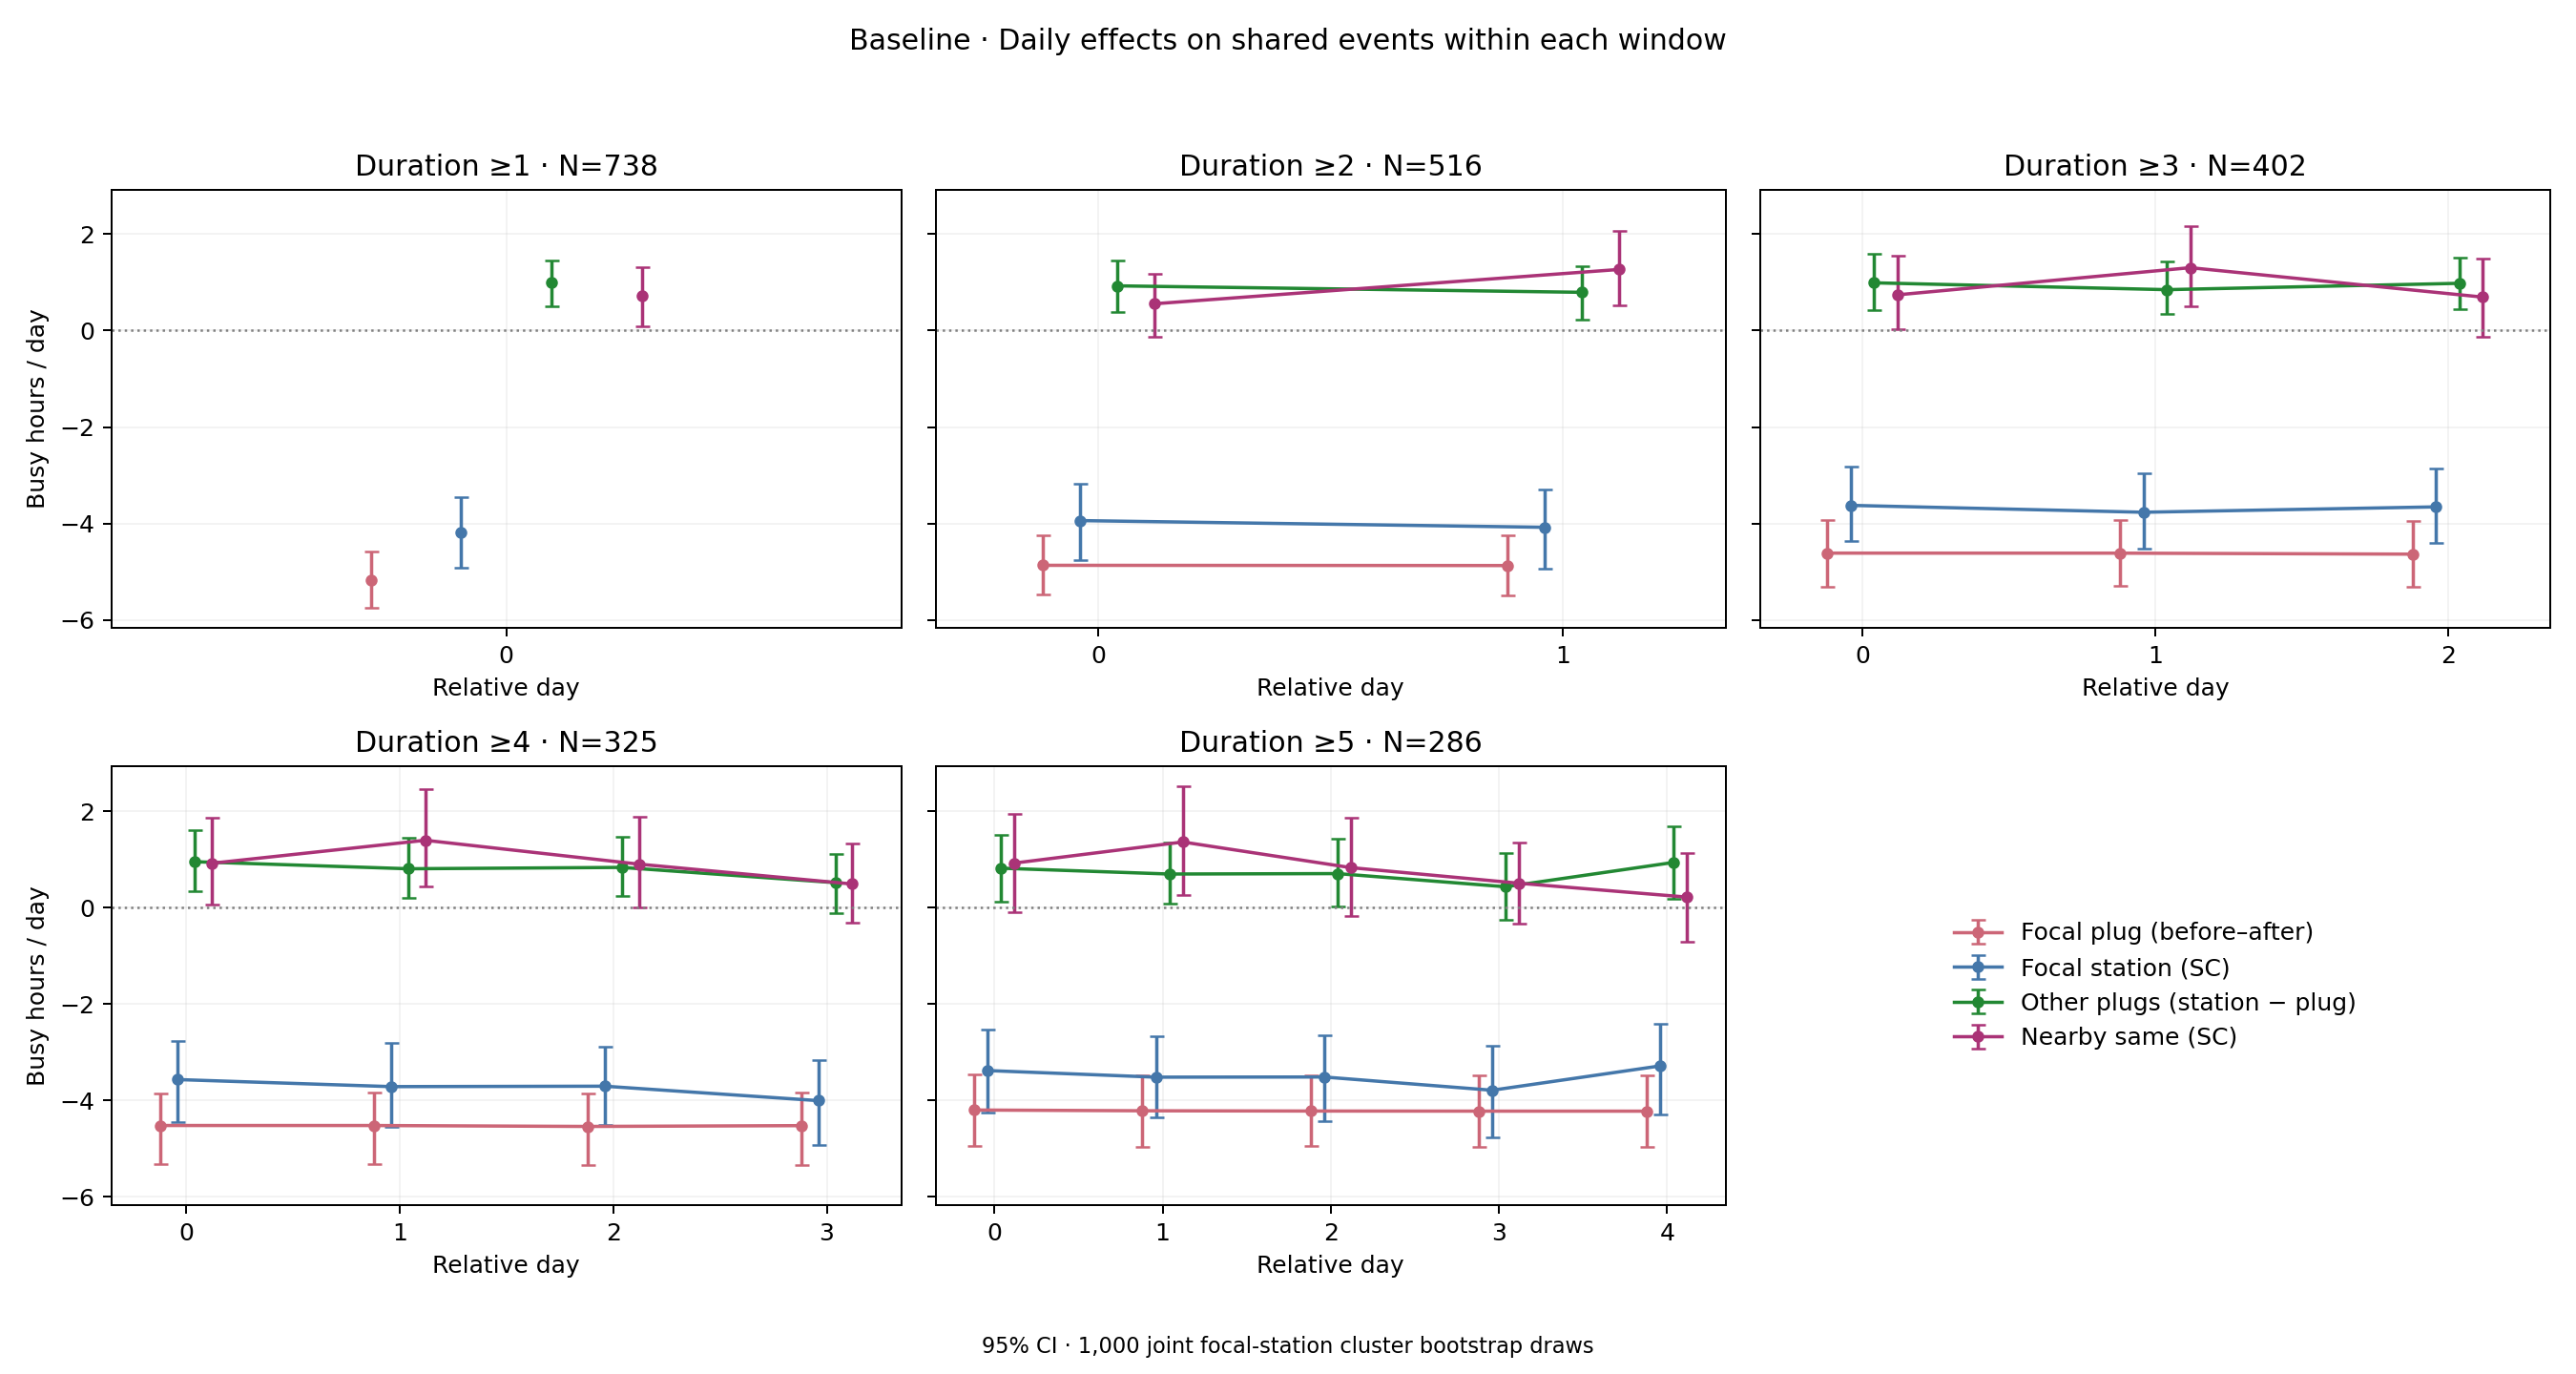 Baseline · Daily effects on shared events within each window
Duration ≥1 · N=738
Duration ≥2 · N=516
Duration ≥3 · N=402
Busy hours / day
2
0
−2
−4
−6
0
0 1
0 1 2
Relative day
Relative day
Relative day
Duration ≥4 · N=325
Duration ≥5 · N=286
Busy hours / day
2
0
−2
−4
−6
0 1 2 3
0 1 2 3 4
Relative day
Relative day
Focal plug (before–after)
Focal station (SC)
Other plugs (station − plug)
Nearby same (SC)
95% CI · 1,000 joint focal-station cluster bootstrap draws